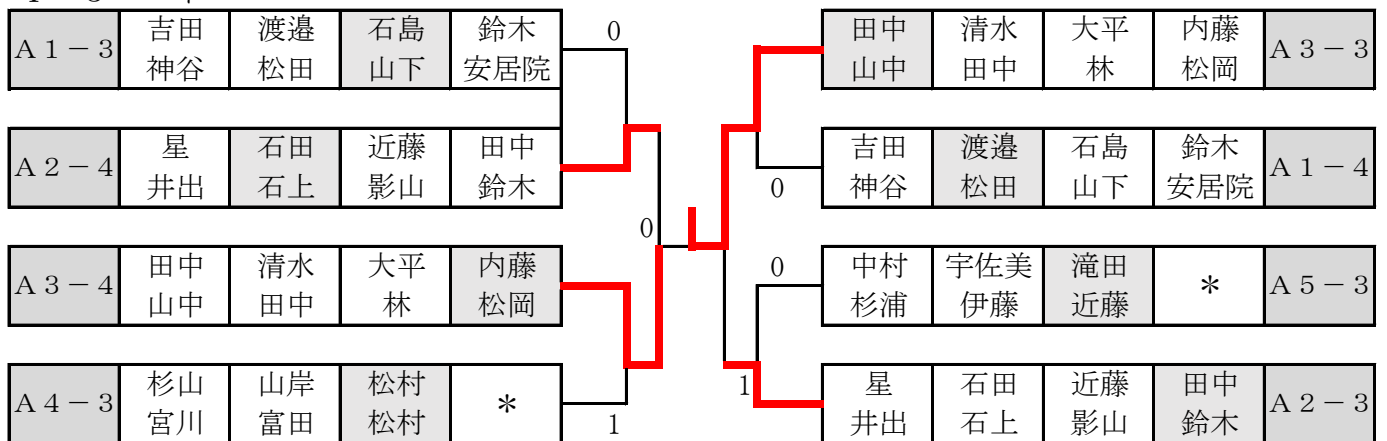 A１－３ 吉田 渡邉 石島 鈴木 0 田中 清水 大平 内藤 A３－３
神谷 松田 山下 安居院 山中 田中 林 松岡
A２－４ 星 石田 近藤 田中 吉田 渡邉 石島 鈴木 A１－４
井出 石上 影山 鈴木 0 神谷 松田 山下 安居院
0
A３－４ 田中 清水 大平 内藤 0 中村 宇佐美 滝田 * A５－３
山中 田中 林 松岡 杉浦 伊藤 近藤
A４－３ 杉山 山岸 松村 * 1 星 石田 近藤 田中 A２－３
宮川 富田 松村 1 井出 石上 影山 鈴木